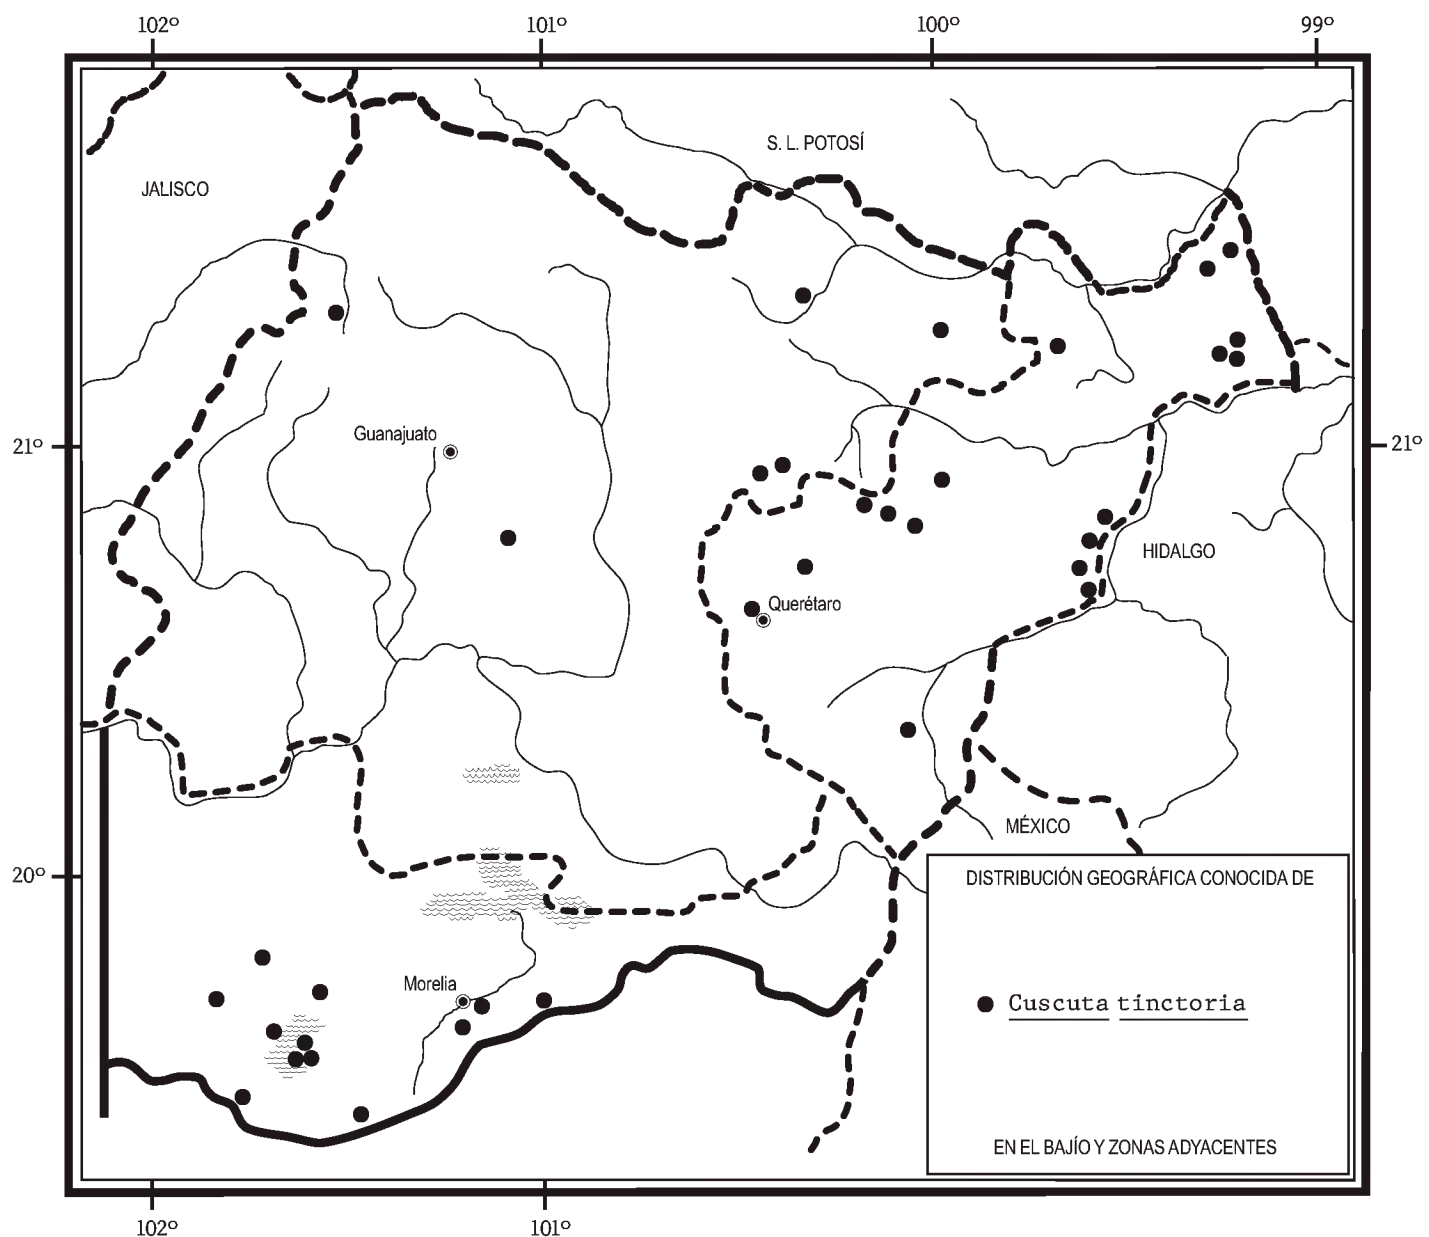 102º 101º 100º 99º
S. L. POTOSÍ
JALISCO
Guanajuato
21º 21º
HIDALGO
Querétaro
MÉXICO
20º
DISTRIBUCIÓN GEOGRÁFICA CONOCIDA DE
Morelia
Cuscuta tinctoria
EN EL BAJÍO Y ZONAS ADYACENTES
102º 101º